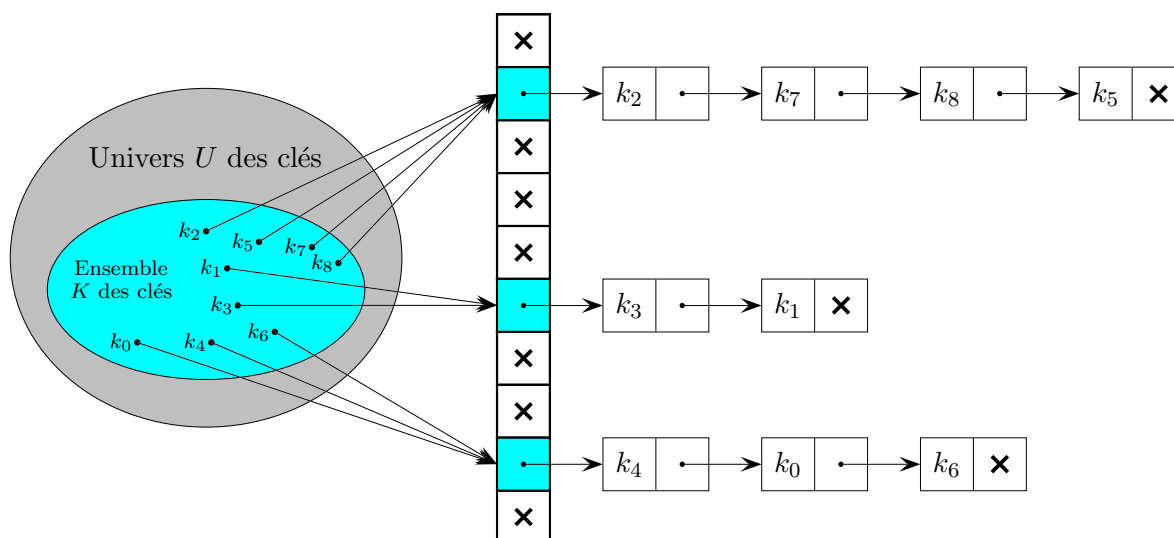 Univers U des clés
k₂
k₅
k₇
k₈
Ensemble
K des clés
k₁
k₃
k₆
k₀
k₄
k₂ k₇ k₈ k₅
k₃ k₁
k₄ k₀ k₆